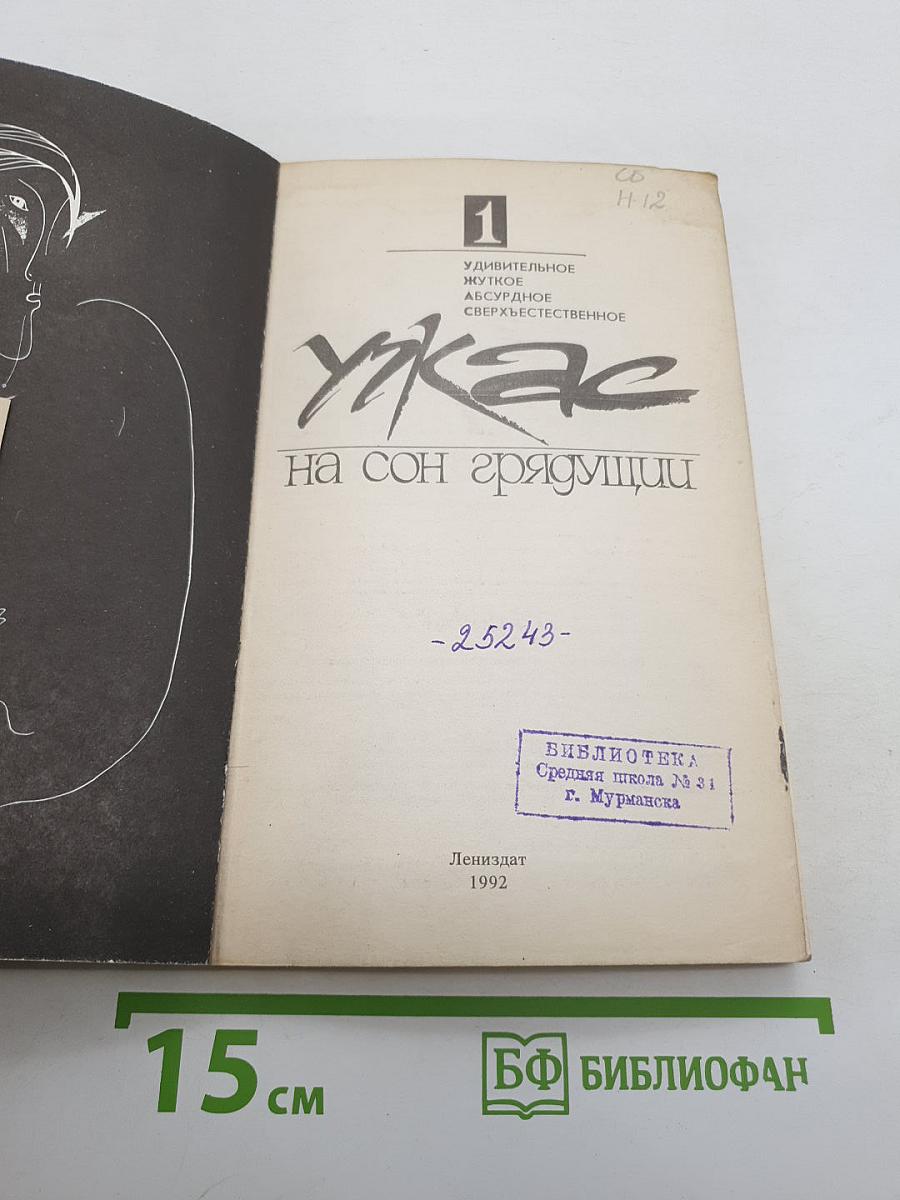 СБ
Н-12
1
УДИВИТЕЛЬНОЕ
ЖУТКОЕ
АБСУРДНОЕ
СВЕРХЪЕСТЕСТВЕННОЕ
УЖАС
на сон грядущий
-25243-
БИБЛИОТЕКА
Средняя школа № 31
г. Мурманска
Лениздат
1992
15 см
БФ БИБЛИОФАН